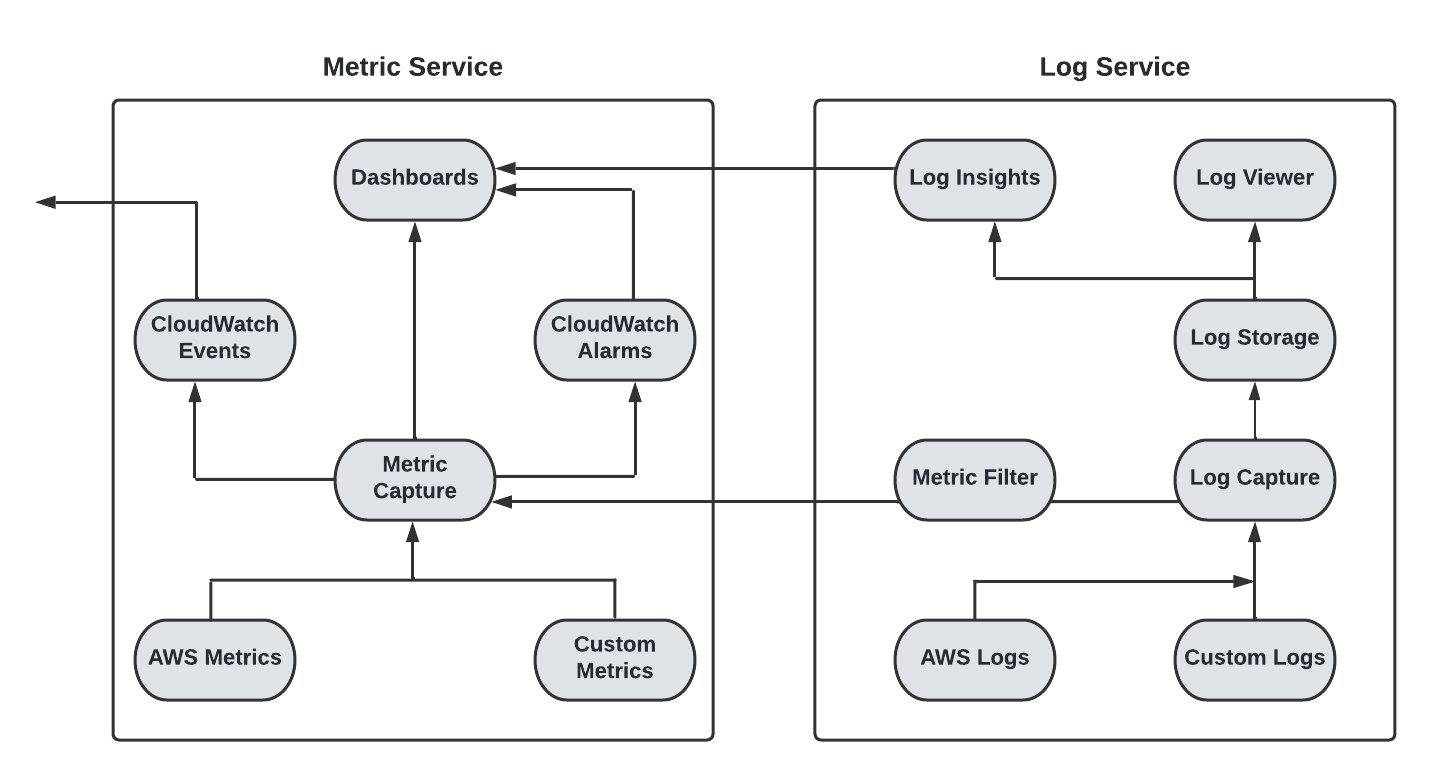 Metric Service
Log Service
Dashboards
Log Insights
Log Viewer
CloudWatch
Events
CloudWatch
Alarms
Log Storage
Metric
Capture
Metric Filter
Log Capture
AWS Metrics
Custom
Metrics
AWS Logs
Custom Logs